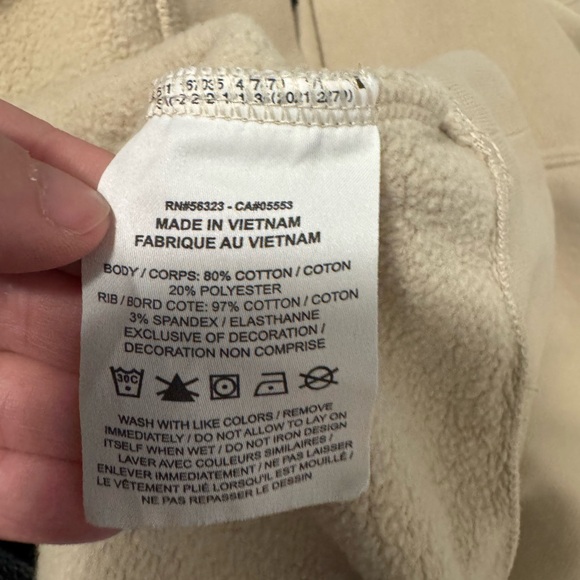 RN#56323 - CA#05553
MADE IN VIETNAM
FABRIQUE AU VIETNAM
BODY / CORPS: 80% COTTON / COTON
20% POLYESTER
RIB / BORD COTE: 97% COTTON / COTON
3% SPANDEX / ELASTHANNE
EXCLUSIVE OF DECORATION /
DECORATION NON COMPRISE
30C
WASH WITH LIKE COLORS / REMOVE
IMMEDIATELY / DO NOT ALLOW TO LAY ON
ITSELF WHEN WET / DO NOT IRON DESIGN
LAVER AVEC COULEURS SIMILAIRES /
ENLEVER IMMÉDIATEMENT / NE PAS LAISSER
LE VÊTEMENT PLIÉ LORSQU'IL EST MOUILLÉ /
NE PAS REPASSER LE DESSIN